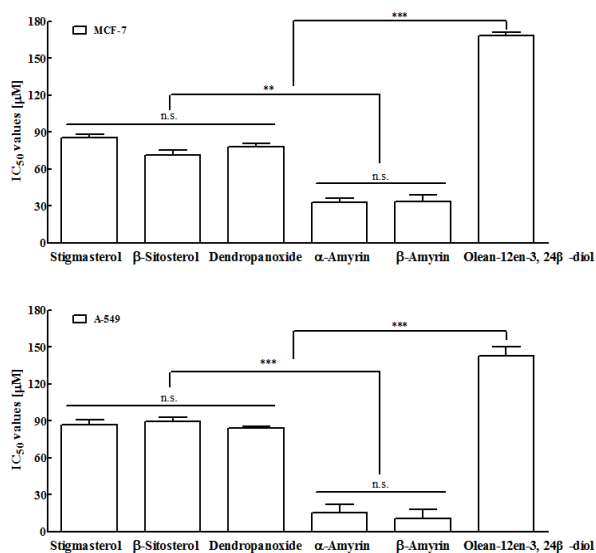 MCF-7
IC50 values [µM]
180
150
120
90
60
30
0
***
**
n.s.
n.s.
Stigmasterol β-Sitosterol Dendropanoxide α-Amyrin β-Amyrin Olean-12en-3, 24β -diol
A-549
IC50 values [µM]
180
150
120
90
60
30
0
***
***
n.s.
n.s.
Stigmasterol β-Sitosterol Dendropanoxide α-Amyrin β-Amyrin Olean-12en-3, 24β -diol